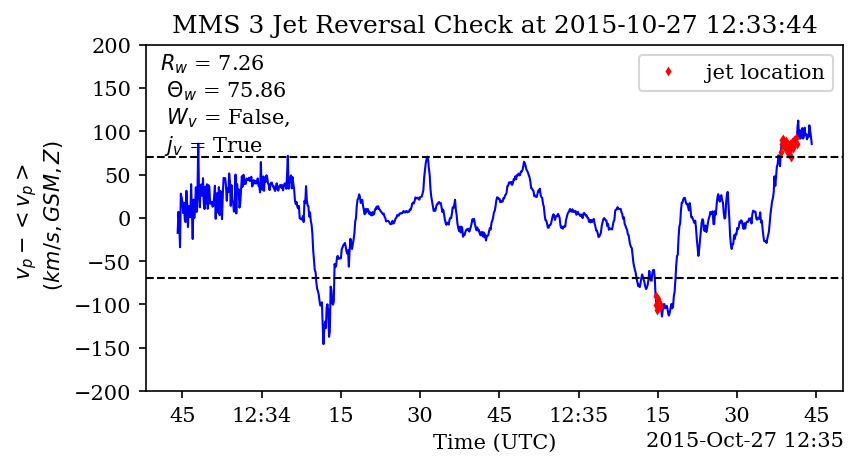 MMS 3 Jet Reversal Check at 2015-10-27 12:33:44
R_w = 7.26
Θ_w = 75.86
W_v = False,
j_v = True
jet location
200
150
100
50
0
−50
−100
−150
−200
v_p − < v_p >
(km/s, GSM, Z)
45 12:34 15 30 45 12:35 15 30 45
Time (UTC)
2015-Oct-27 12:35